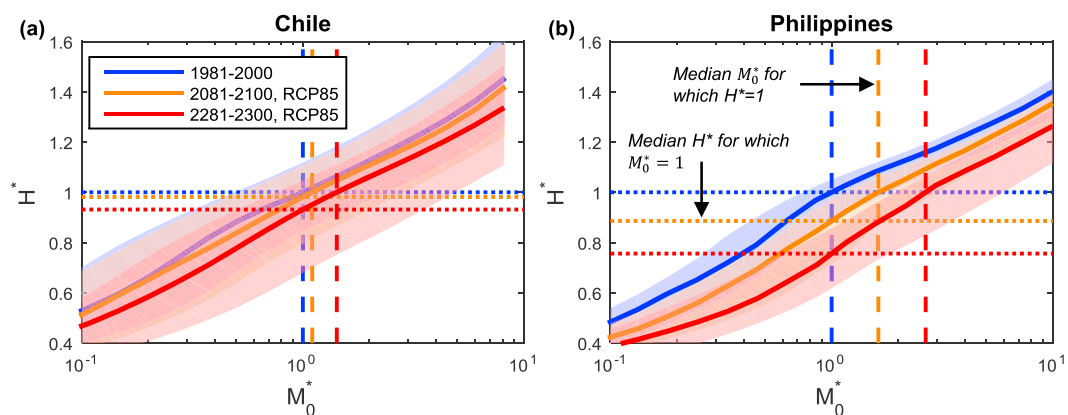 (a)
Chile
1.6
1.4
1.2
1
0.8
0.6
0.4
H*
1981-2000
2081-2100, RCP85
2281-2300, RCP85
10-1
100
101
M0*
(b)
Philippines
1.6
1.4
1.2
1
0.8
0.6
0.4
H*
Median M0* for
which H*=1
Median H* for which
M0* = 1
10-1
100
101
M0*